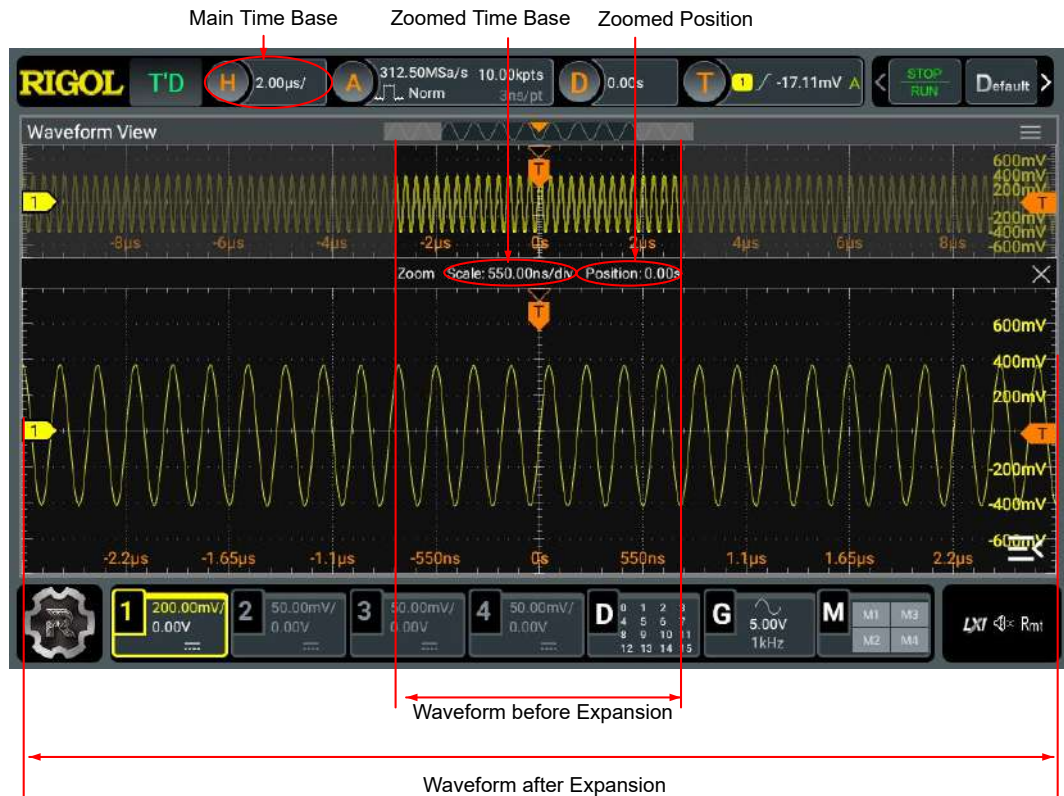 Main Time Base Zoomed Time Base Zoomed Position
RIGOL T'D H 2.00µs/ A 312.50MSa/s 10.00kpts D 0.00s T 1 -17.11mV A < STOP Default >
Norm 3ns/pt RUN
Waveform View
T
600mV
400mV
200mV
1 T
-200mV
-400mV
-600mV
-8µs -6µs -4µs -2µs 0s 2µs 4µs 6µs 8µs
Zoom Scale: 550.00ns/div Position: 0.00s
T
600mV
400mV
200mV
1 T
-200mV
-400mV
-600mV
-2.2µs -1.65µs -1.1µs -550ns 0s 550ns 1.1µs 1.65µs 2.2µs
R 1 200.00mV/ 2 50.00mV/ 3 50.00mV/ 4 50.00mV/ D 0 1 2 3 G 5.00V M M1 M3 LXI Rmt
0.00V 0.00V 0.00V 0.00V 4 5 6 7 1kHz M2 M4
8 9 10 11
12 13 14 15
Waveform before Expansion
Waveform after Expansion